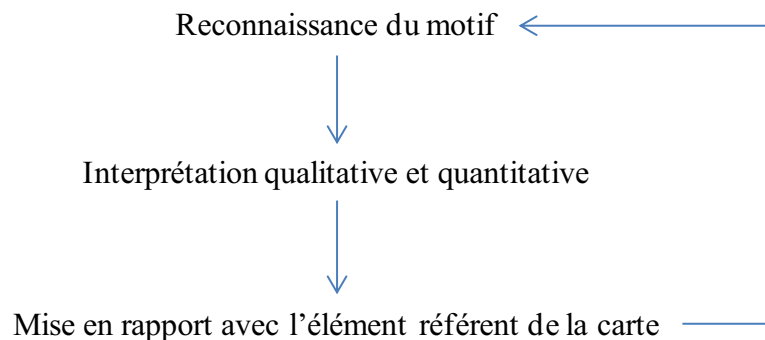 Reconnaissance du motif
Interprétation qualitative et quantitative
Mise en rapport avec l’élément référent de la carte